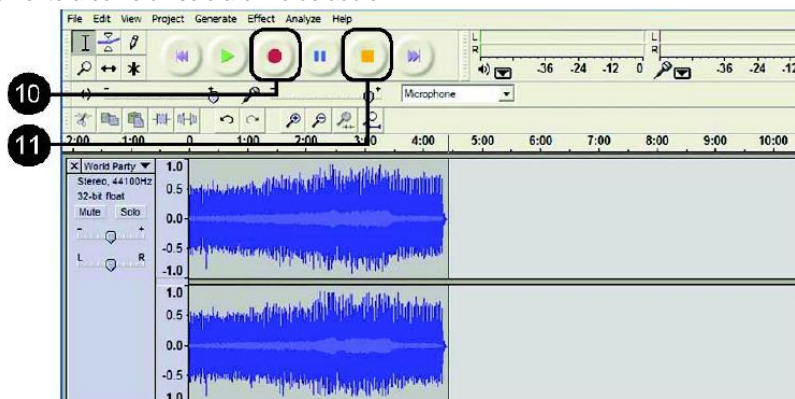 File Edit View Project Generate Effect Analyze Help
L
R
-36 -24 -12 0
L
R
-36 -24 -12
10
- +
- +
Microphone
11
2:00 1:00 0:00 1:00 2:00 3:00 4:00 5:00 6:00 7:00 8:00 9:00 10:00
X World Party
Stereo, 44100Hz
32-bit float
Mute Solo
- +
L R
1.0
0.5
0.0
-0.5
-1.0
1.0
0.5
0.0
-0.5
-1.0